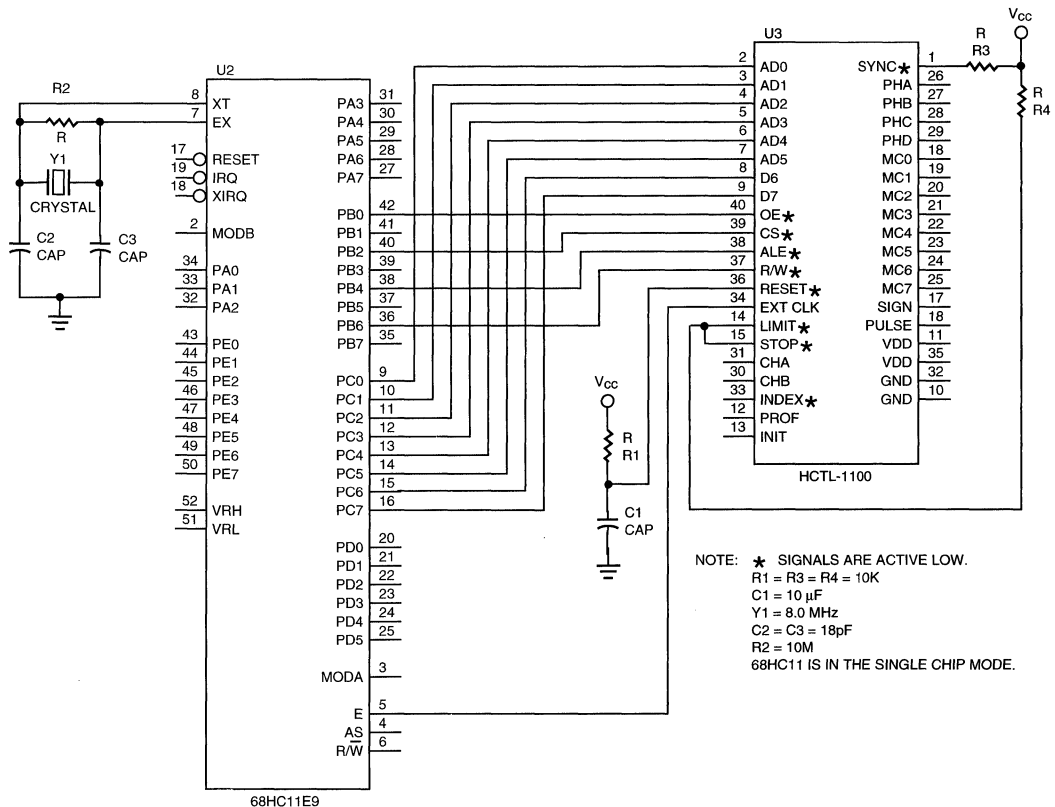 VCC
U3
R
R3
R
R4
U2
R2
R
Y1
CRYSTAL
C2
CAP
C3
CAP
8 XT
7 EX
17 RESET
19 IRQ
18 XIRQ
2 MODB
34 PA0
33 PA1
32 PA2
43 PE0
44 PE1
45 PE2
46 PE3
47 PE4
48 PE5
49 PE6
50 PE7
52 VRH
51 VRL
PA3 31
PA4 30
PA5 29
PA6 28
PA7 27
PB0 42
PB1 41
PB2 40
PB3 39
PB4 38
PB5 37
PB6 36
PB7 35
PC0 9
PC1 10
PC2 11
PC3 12
PC4 13
PC5 14
PC6 15
PC7 16
PD0 20
PD1 21
PD2 22
PD3 23
PD4 24
PD5 25
MODA 3
E 5
AS 4
R/W̅ 6
68HC11E9
2 AD0
3 AD1
4 AD2
5 AD3
6 AD4
7 AD5
8 D6
9 D7
40 OE*
39 CS*
38 ALE*
37 R/W*
36 RESET*
34 EXT CLK
14 LIMIT*
15 STOP*
31 CHA
30 CHB
33 INDEX*
12 PROF
13 INIT
SYNC* 1
PHA 26
PHB 27
PHC 28
PHD 29
MC0 18
MC1 19
MC2 20
MC3 21
MC4 22
MC5 23
MC6 24
MC7 25
SIGN 17
PULSE 18
VDD 11
VDD 35
GND 32
GND 10
HCTL-1100
VCC
R
R1
C1
CAP
NOTE: * SIGNALS ARE ACTIVE LOW.
R1 = R3 = R4 = 10K
C1 = 10 µF
Y1 = 8.0 MHz
C2 = C3 = 18pF
R2 = 10M
68HC11 IS IN THE SINGLE CHIP MODE.